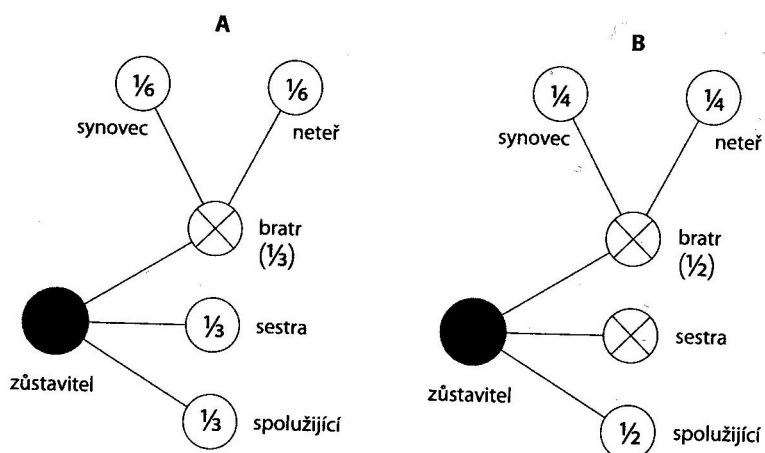 A
⅙
⅙
synovec
neteř
bratr
(⅓)
⅓
sestra
zůstavitel
⅓
spolužijící
B
¼
¼
synovec
neteř
bratr
(½)
sestra
zůstavitel
½
spolužijící